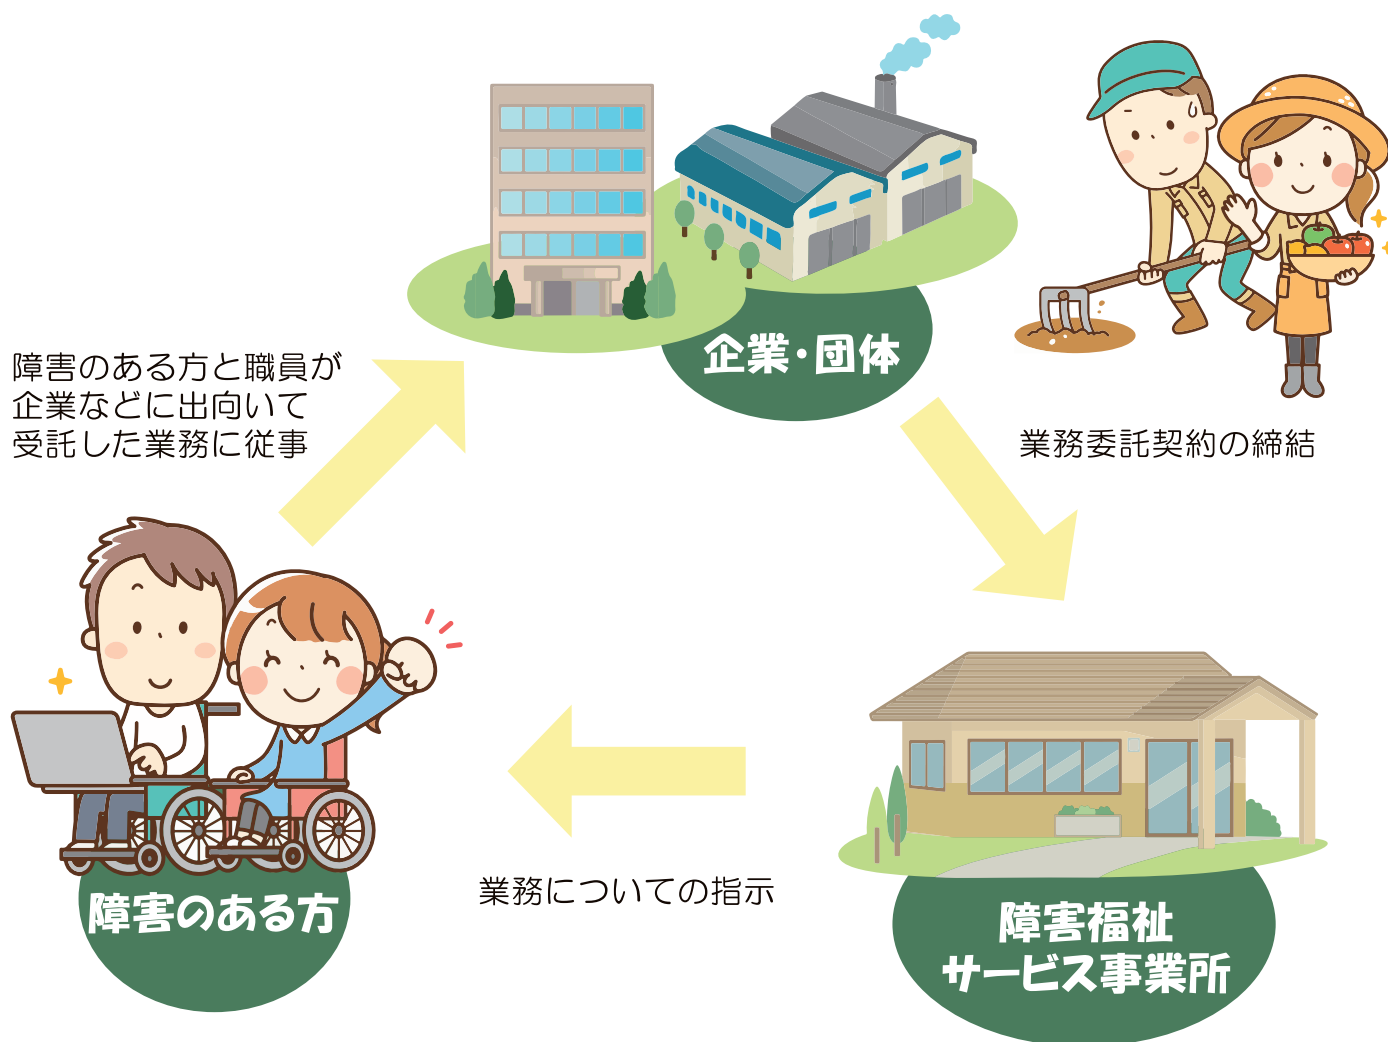 企業・団体
障害のある方と職員が
企業などに出向いて
受託した業務に従事
業務委託契約の締結
業務についての指示
障害のある方
障害福祉
サービス事業所